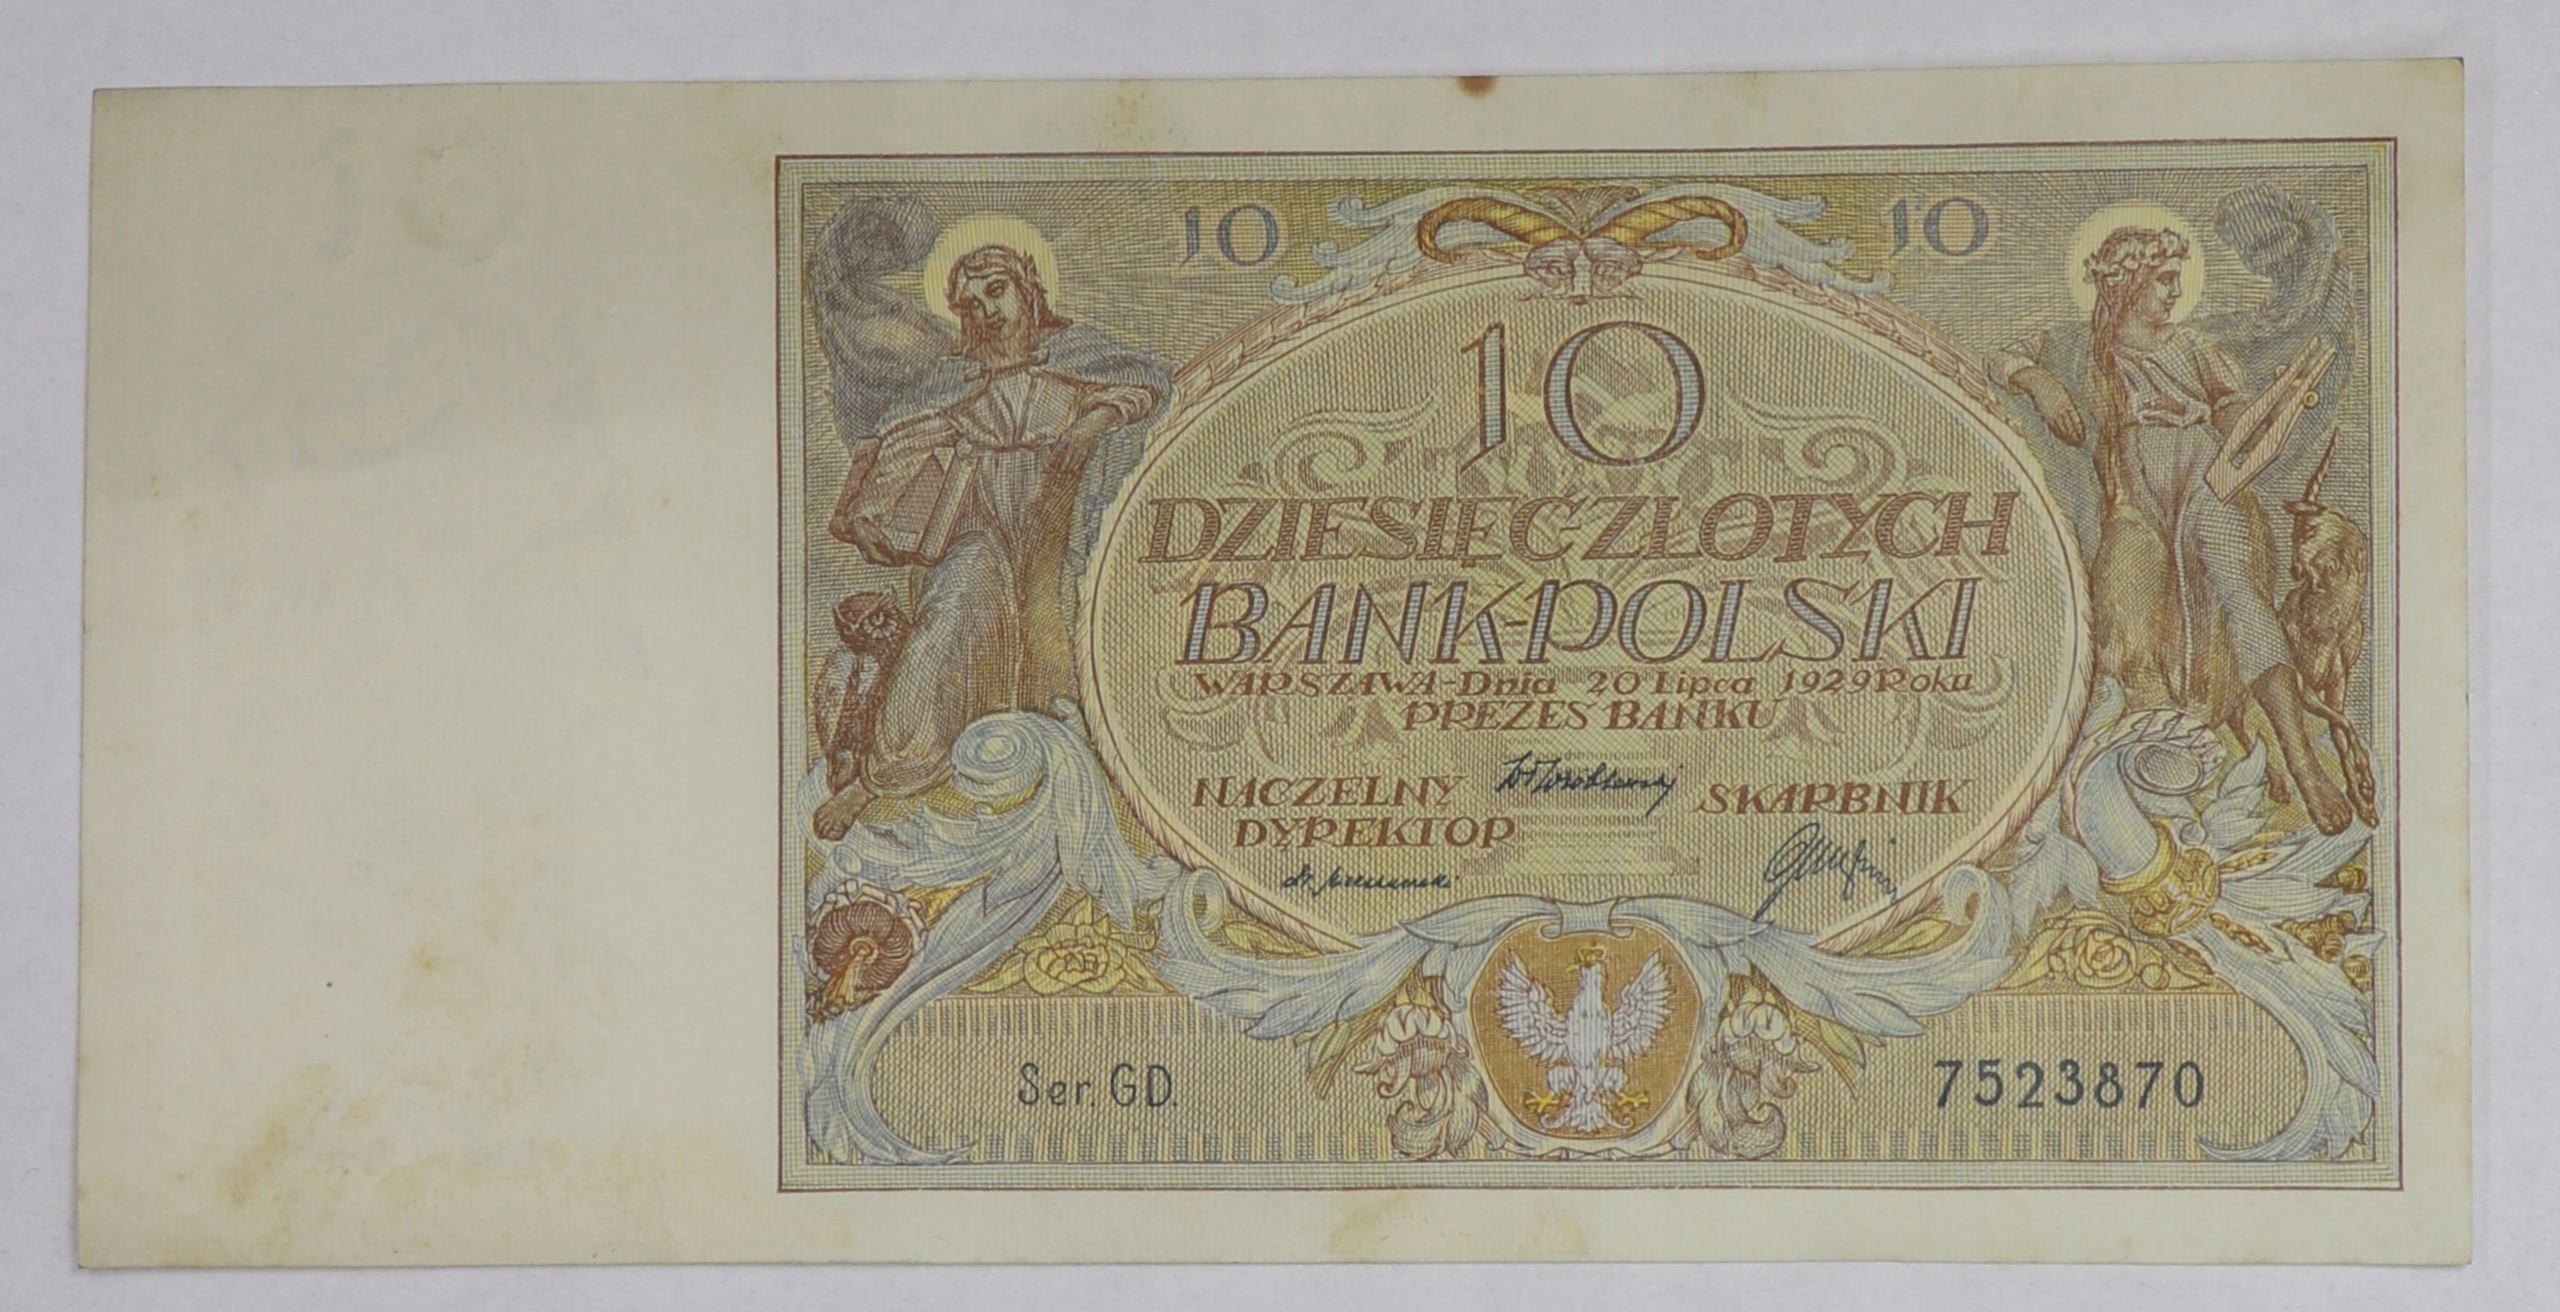 10
10 10
10
DZIESIĘĆ-ZŁOTYCH
BANK-POLSKI
WARSZAWA-Dnia 20 Lipca 1929 Roku
PREZES BANKU
NACZELNY
DYREKTOR
SKARBNIK
Ser. GD.
7523870